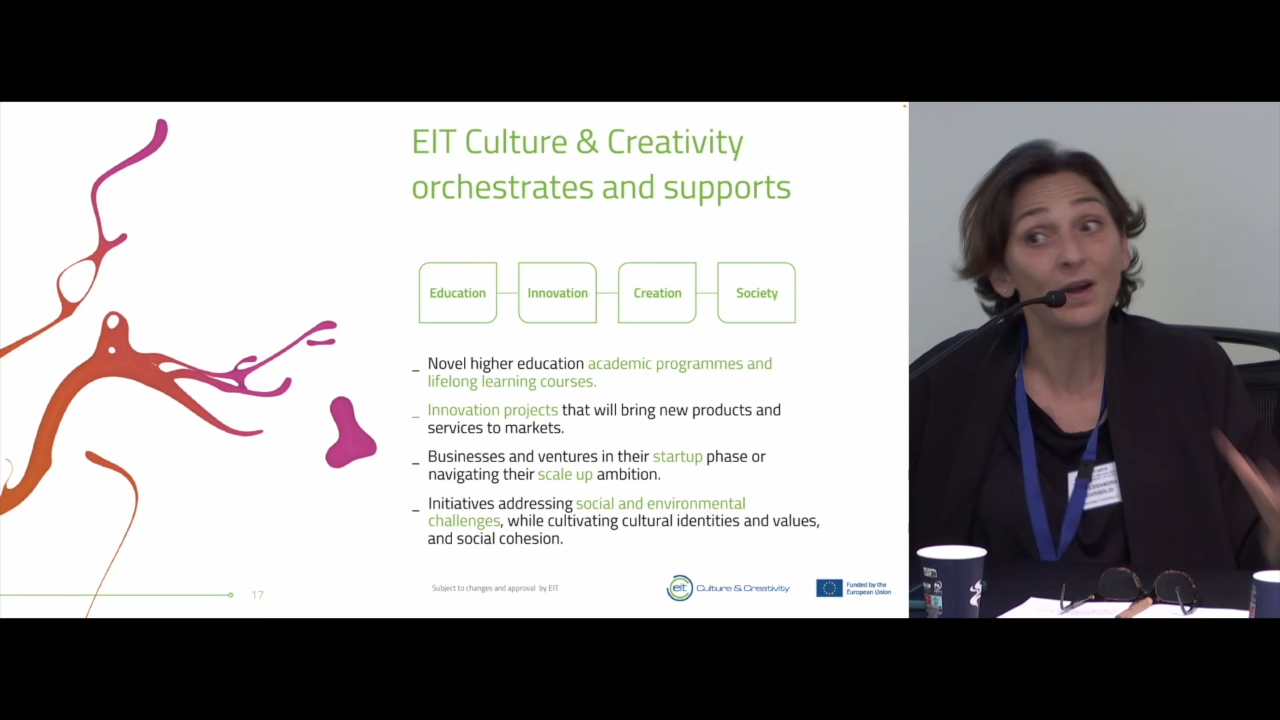 EIT Culture & Creativity
orchestrates and supports
Education
Innovation
Creation
Society
_ Novel higher education academic programmes and
lifelong learning courses.
_ Innovation projects that will bring new products and
services to markets.
_ Businesses and ventures in their startup phase or
navigating their scale up ambition.
_ Initiatives addressing social and environmental
challenges, while cultivating cultural identities and values,
and social cohesion.
17
Subject to changes and approval by EIT
eit Culture & Creativity
Funded by the
European Union